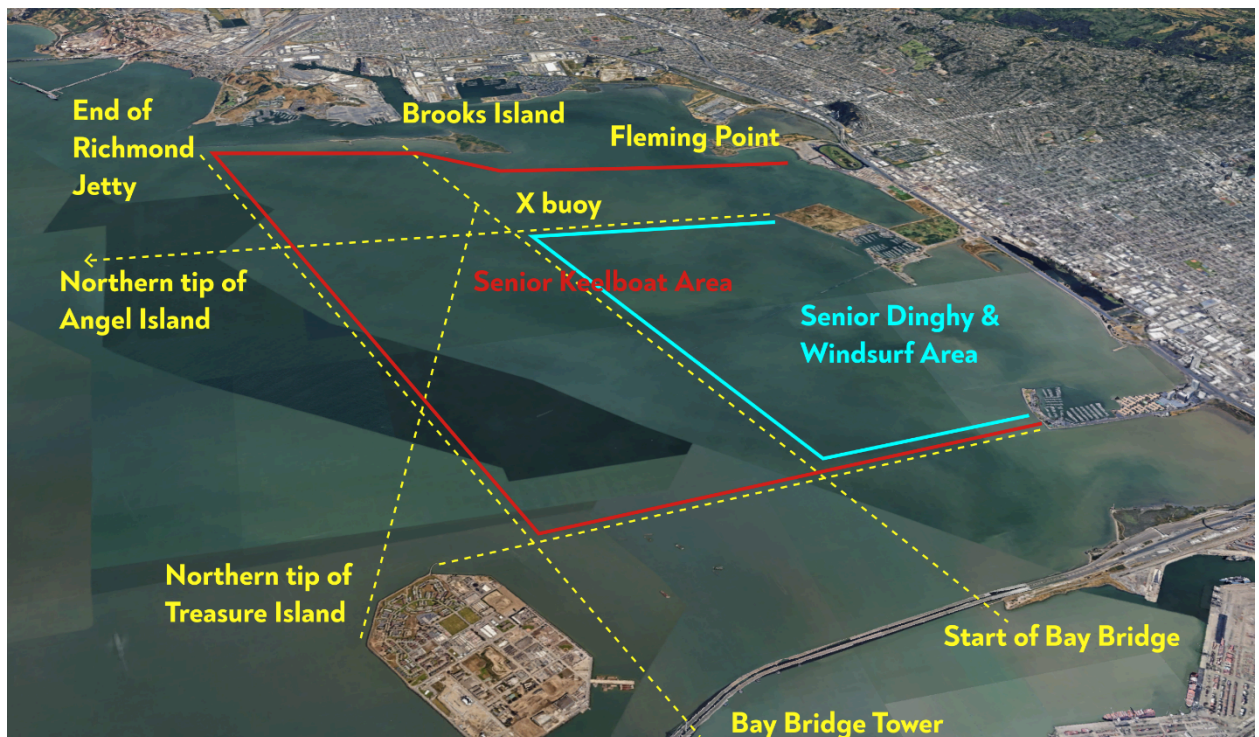 End of
Richmond
Jetty
Brooks Island
Fleming Point
X buoy
Northern tip of
Angel Island
Senior Keelboat Area
Senior Dinghy &
Windsurf Area
Northern tip of
Treasure Island
Start of Bay Bridge
Bay Bridge Tower